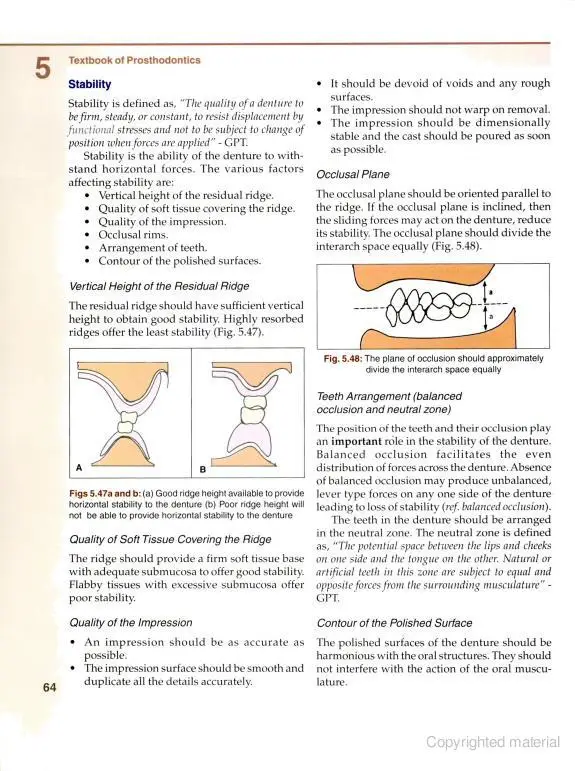 5
Textbook of Prosthodontics
Stability
Stability is defined as, "The quality of a denture to
be firm, steady, or constant, to resist displacement by
functional stresses and not to be subject to change of
position when forces are applied" - GPT.
Stability is the ability of the denture to with-
stand horizontal forces. The various factors
affecting stability are:
• Vertical height of the residual ridge.
• Quality of soft tissue covering the ridge.
• Quality of the impression.
• Occlusal rims.
• Arrangement of teeth.
• Contour of the polished surfaces.
Vertical Height of the Residual Ridge
The residual ridge should have sufficient vertical
height to obtain good stability. Highly resorbed
ridges offer the least stability (Fig. 5.47).
A
B
Figs 5.47a and b: (a) Good ridge height available to provide
horizontal stability to the denture (b) Poor ridge height will
not be able to provide horizontal stability to the denture
Quality of Soft Tissue Covering the Ridge
The ridge should provide a firm soft tissue base
with adequate submucosa to offer good stability.
Flabby tissues with excessive submucosa offer
poor stability.
Quality of the Impression
• An impression should be as accurate as
possible.
• The impression surface should be smooth and
duplicate all the details accurately.
64
• It should be devoid of voids and any rough
surfaces.
• The impression should not warp on removal.
• The impression should be dimensionally
stable and the cast should be poured as soon
as possible.
Occlusal Plane
The occlusal plane should be oriented parallel to
the ridge. If the occlusal plane is inclined, then
the sliding forces may act on the denture, reduce
its stability. The occlusal plane should divide the
interarch space equally (Fig. 5.48).
a
a
Fig. 5.48: The plane of occlusion should approximately
divide the interarch space equally
Teeth Arrangement (balanced
occlusion and neutral zone)
The position of the teeth and their occlusion play
an important role in the stability of the denture.
Balanced occlusion facilitates the even
distribution of forces across the denture. Absence
of balanced occlusion may produce unbalanced,
lever type forces on any one side of the denture
leading to loss of stability (ref. balanced occlusion).
The teeth in the denture should be arranged
in the neutral zone. The neutral zone is defined
as, "The potential space between the lips and cheeks
on one side and the tongue on the other. Natural or
artificial teeth in this zone are subject to equal and
opposite forces from the surrounding musculature" -
GPT.
Contour of the Polished Surface
The polished surfaces of the denture should be
harmonious with the oral structures. They should
not interfere with the action of the oral muscu-
lature.
Copyrighted material